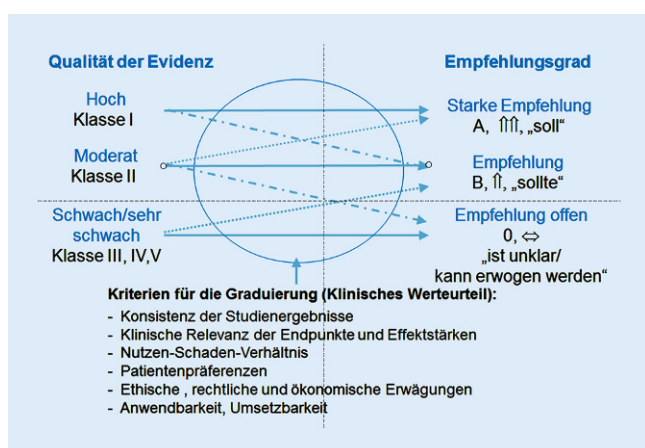 Qualität der Evidenz
Empfehlungsgrad
Hoch
Klasse I
Starke Empfehlung
A, ⇑⇑, „soll“
Moderat
Klasse II
Empfehlung
B, ⇑, „sollte“
Schwach/sehr
schwach
Klasse III, IV,V
Empfehlung offen
0, ⇔
„ist unklar/
kann erwogen werden“
Kriterien für die Graduierung (Klinisches Werteurteil):
- Konsistenz der Studienergebnisse
- Klinische Relevanz der Endpunkte und Effektstärken
- Nutzen-Schaden-Verhältnis
- Patientenpräferenzen
- Ethische , rechtliche und ökonomische Erwägungen
- Anwendbarkeit, Umsetzbarkeit